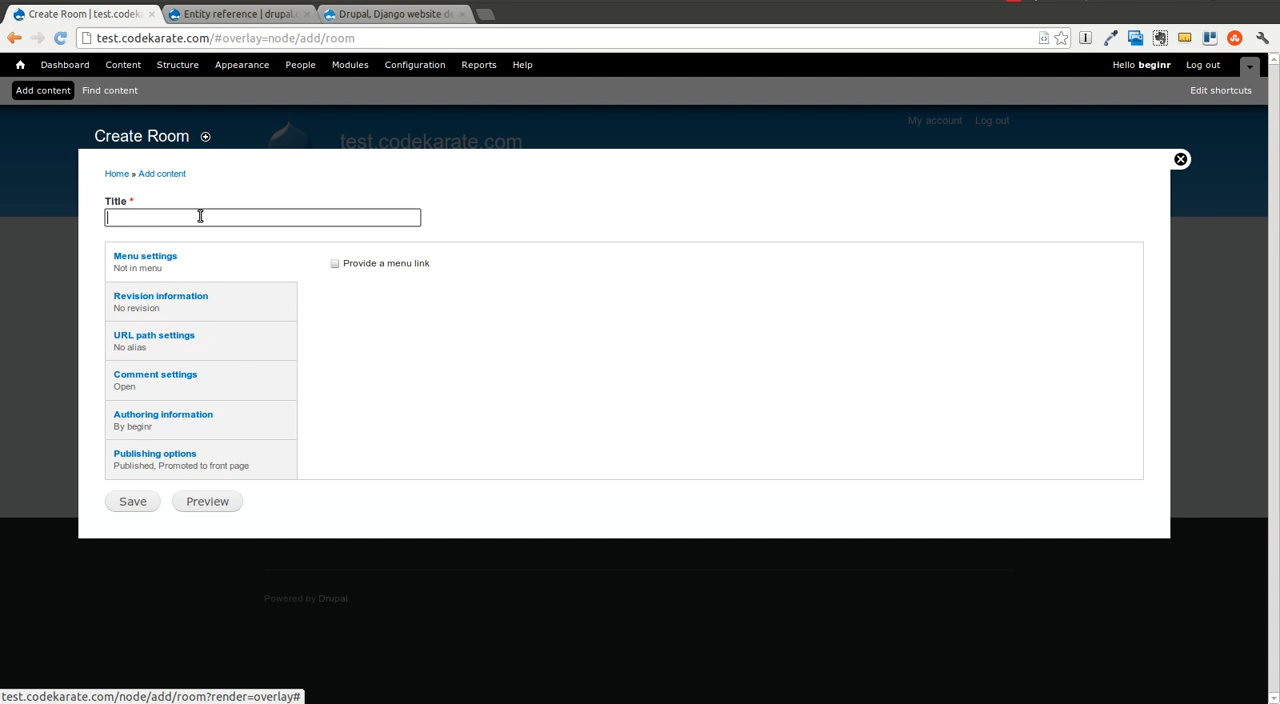 Create Room | test.codeka
Entity reference | drupal.
Drupal, Django website de
test.codekarate.com/#overlay=node/add/room
Dashboard Content Structure Appearance People Modules Configuration Reports Help
Hello beginr Log out
Add content Find content
Edit shortcuts
My account Log out
Create Room
test.codekarate.com
Home » Add content
Title *
Menu settings
Not in menu
Provide a menu link
Revision information
No revision
URL path settings
No alias
Comment settings
Open
Authoring information
By beginr
Publishing options
Published, Promoted to front page
Save Preview
Powered by Drupal
test.codekarate.com/node/add/room?render=overlay#